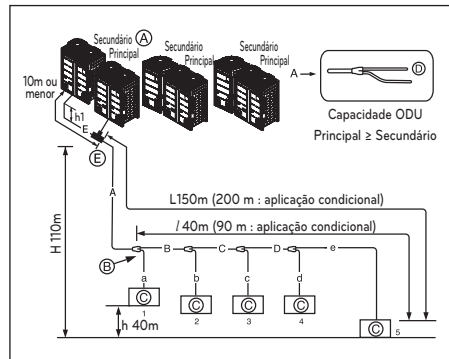 Secundário
Principal
Ⓐ
Secundário
Principal
Secundário
Principal
A
Ⓓ
Capacidade ODU
Principal ≥ Secundário
10m ou
menor
h1
E
Ⓔ
A
H 110m
L150m (200 m : aplicação condicional)
l 40m (90 m : aplicação condicional)
B C D e
Ⓑ
a b c d
Ⓒ Ⓒ Ⓒ Ⓒ Ⓒ
1 2 3 4 5
h 40m